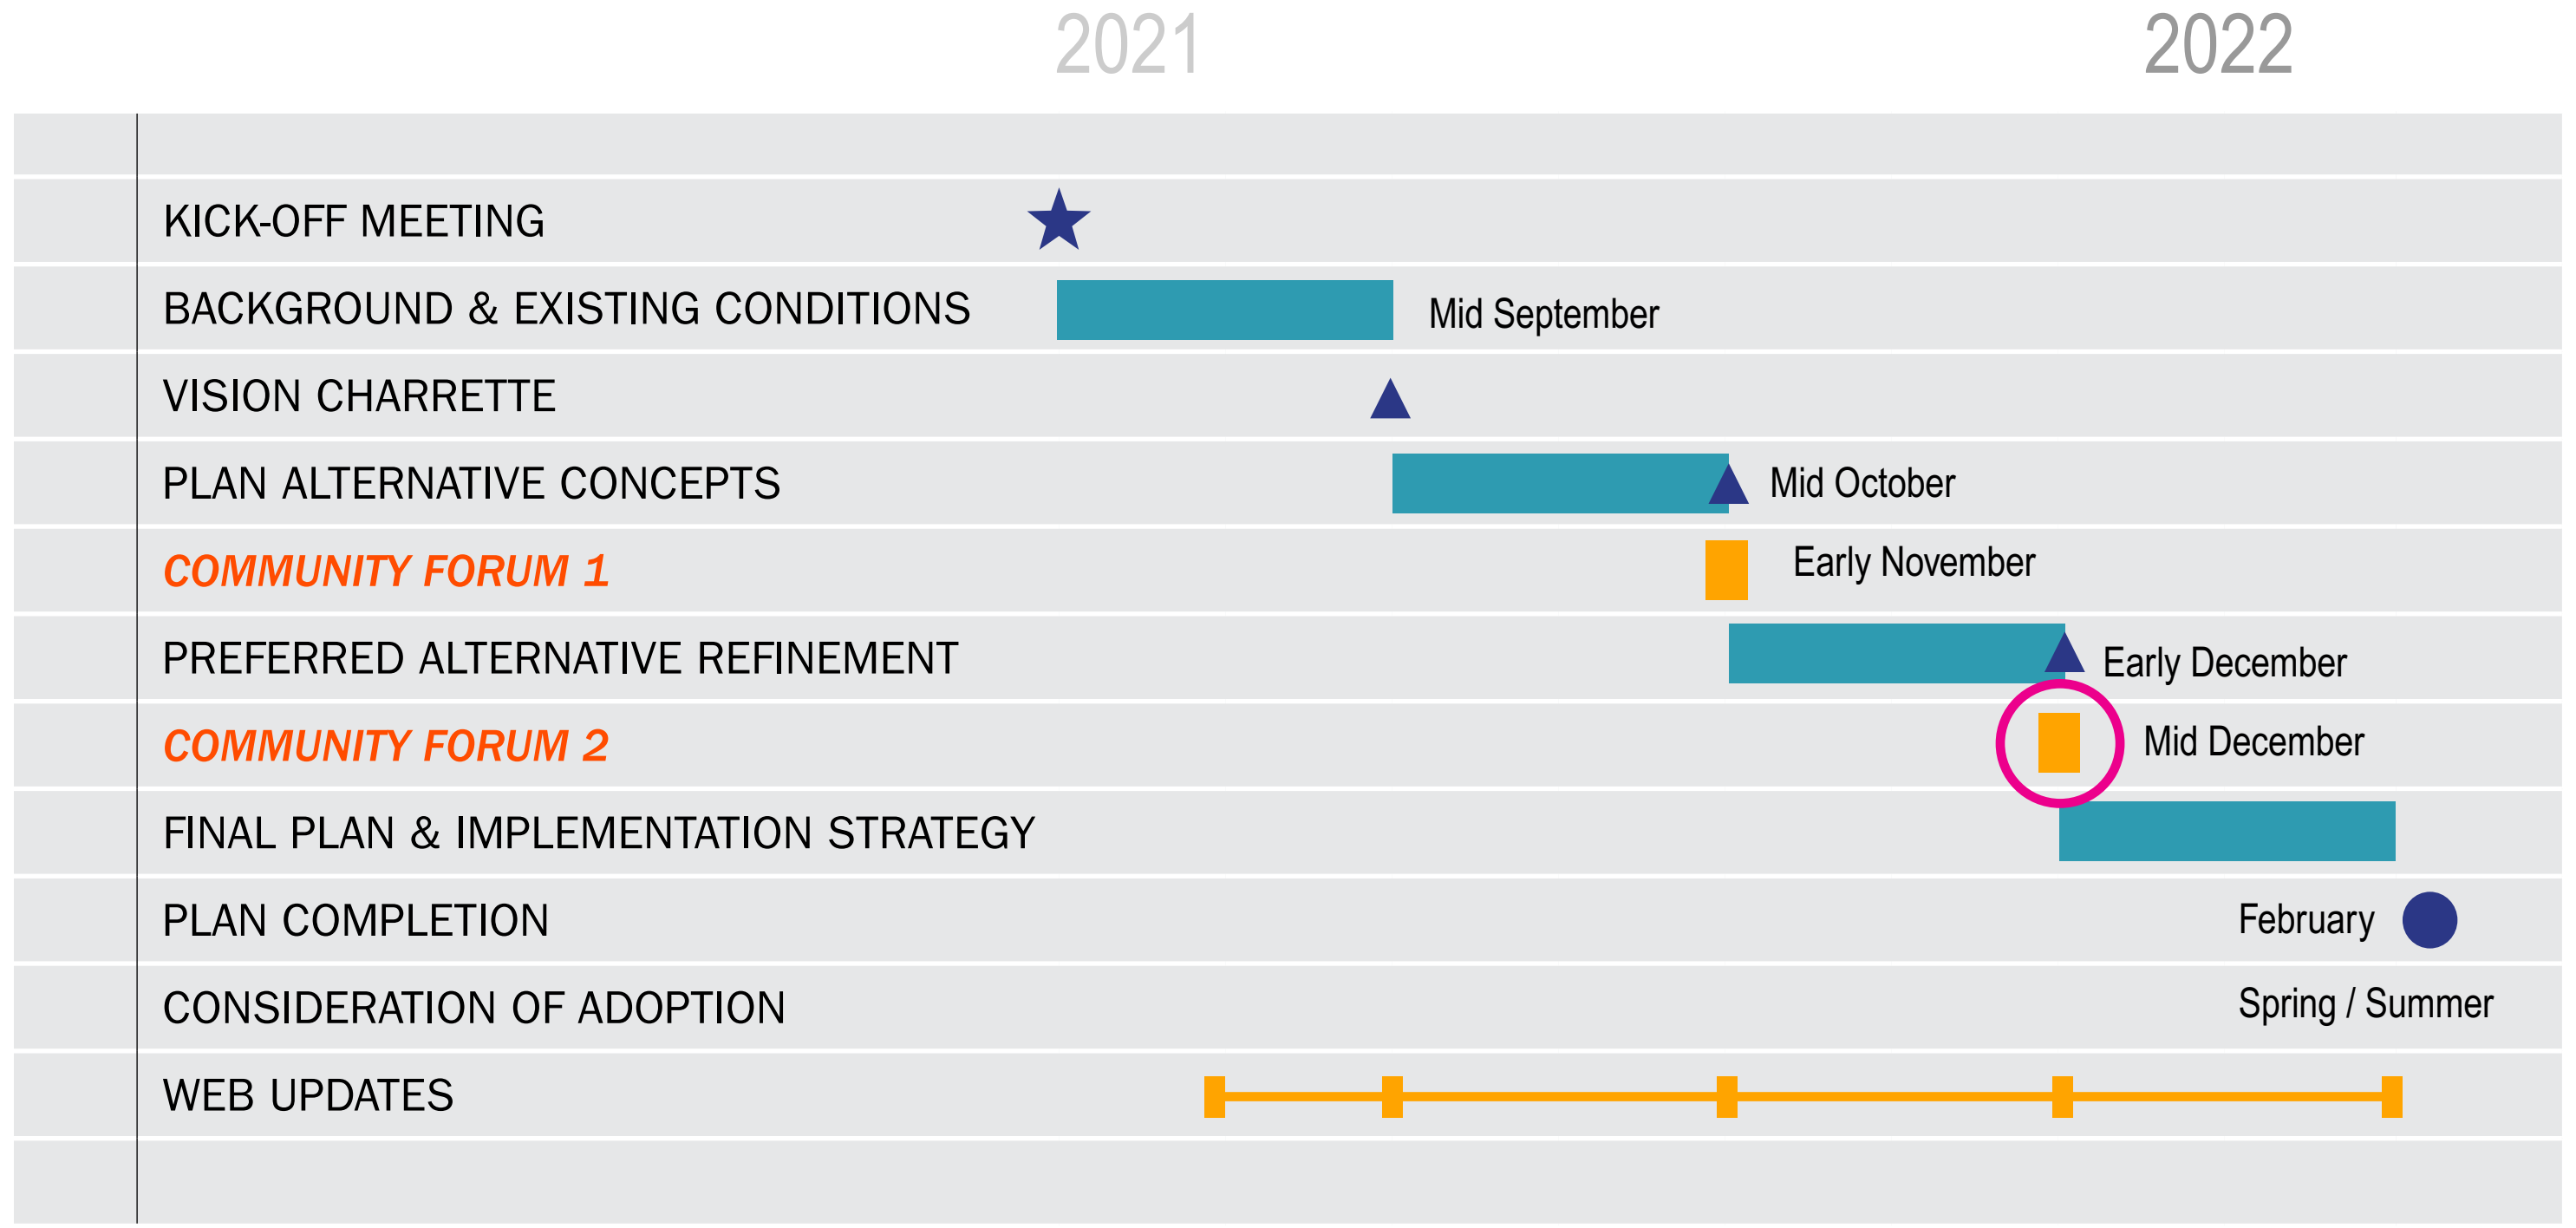 2021 2022
KICK-OFF MEETING
BACKGROUND & EXISTING CONDITIONS Mid September
VISION CHARRETTE
PLAN ALTERNATIVE CONCEPTS Mid October
COMMUNITY FORUM 1 Early November
PREFERRED ALTERNATIVE REFINEMENT Early December
COMMUNITY FORUM 2 Mid December
FINAL PLAN & IMPLEMENTATION STRATEGY
PLAN COMPLETION February
CONSIDERATION OF ADOPTION Spring / Summer
WEB UPDATES